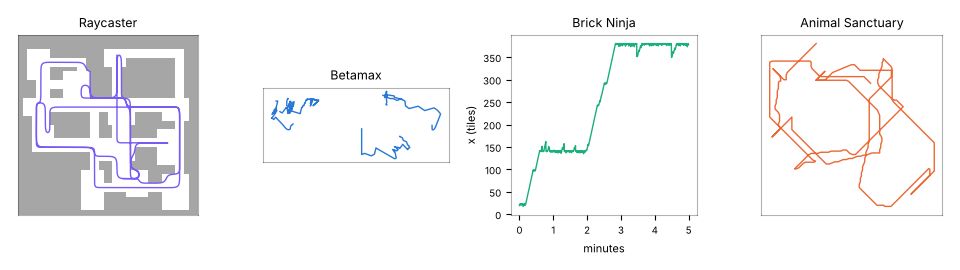 Raycaster
Betamax
Brick Ninja
x (tiles)
350
300
250
200
150
100
50
0
0 1 2 3 4 5
minutes
Animal Sanctuary